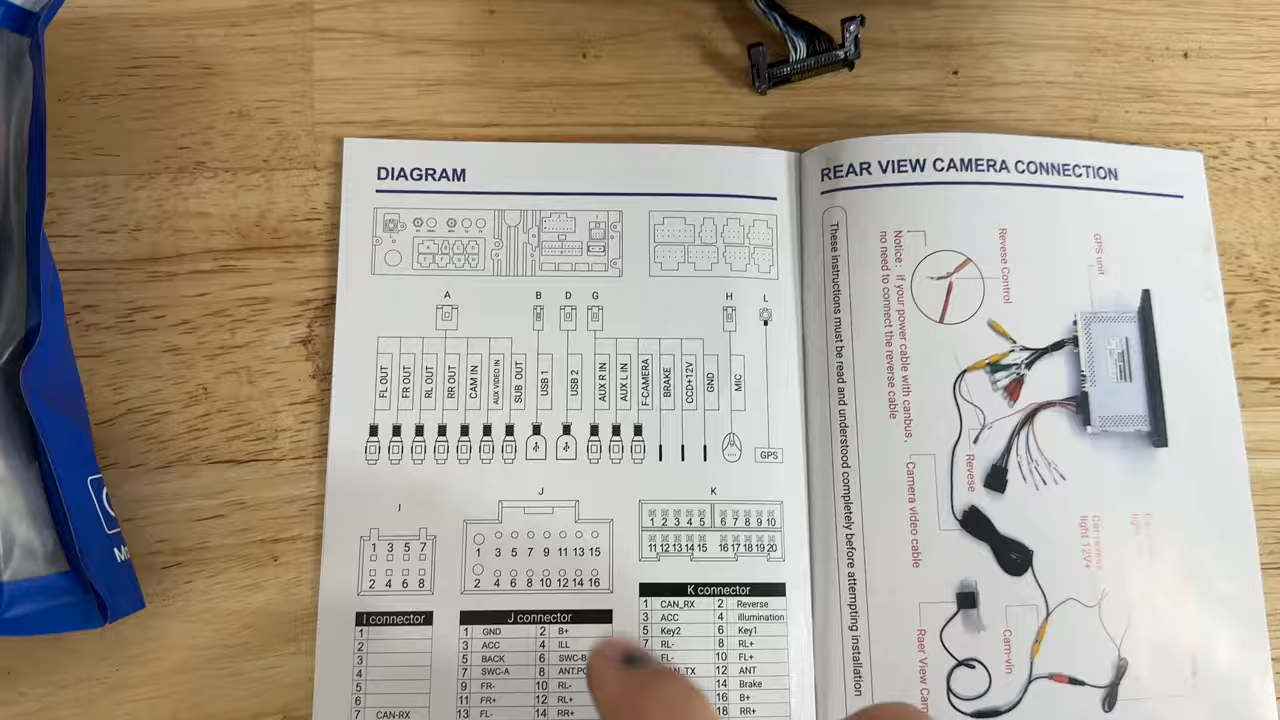 DIAGRAM
A
B
D
G
H
L
FL OUT
FR OUT
RL OUT
RR OUT
CAM IN
AUX VIDEO IN
SUB OUT
USB 1
USB 2
AUX R IN
AUX L IN
F-CAMERA
BRAKE
CCD+12V
GND
MIC
GPS
I
1 3 5 7
2 4 6 8
J
1 3 5 7 9 11 13 15
2 4 6 8 10 12 14 16
K
1 2 3 4 5 6 7 8 9 10
11 12 13 14 15 16 17 18 19 20
I connector
1
2
3
4
5
6
7 CAN-RX
J connector
1 GND 2 B+
3 ACC 4 ILL
5 BACK 6 SWC-B
7 SWC-A 8
9 FR- 10 RL-
11 FR+ 12 RL+
13 FL- 14 RR+
K connector
1 CAN_RX 2 Reverse
3 ACC 4 illumination
5 Key2 6 Key1
7 RL- 8 RL+
FL- 10 FL+
12 ANT
14 Brake
16 B+
18 RR+
REAR VIEW CAMERA CONNECTION
These instructions must be read and understood completely before attempting installation
Notice: if your power cable with canbus,
no need to connect the reverse cable
Revese Control
GPS unit
Revese
Camera video cable
light 12V+
Cam-vin
Raer View Cam